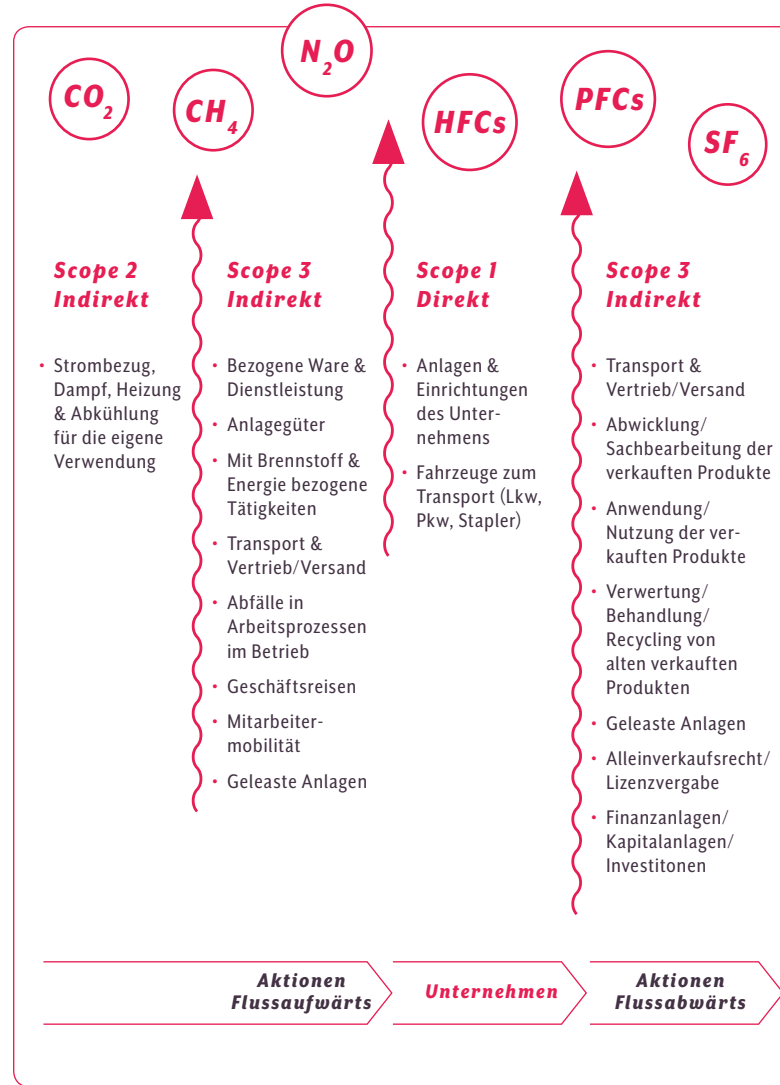 CO2
CH4
N2O
HFCs
PFCs
SF6
Scope 2
Indirekt
• Strombezug,
Dampf, Heizung
& Abkühlung
für die eigene
Verwendung
Scope 3
Indirekt
• Bezogene Ware &
Dienstleistung
• Anlagegüter
• Mit Brennstoff &
Energie bezogene
Tätigkeiten
• Transport &
Vertrieb/Versand
• Abfälle in
Arbeitsprozessen
im Betrieb
• Geschäftsreisen
• Mitarbeiter-
mobilität
• Geleaste Anlagen
Scope 1
Direkt
• Anlagen &
Einrichtungen
des Unter-
nehmens
• Fahrzeuge zum
Transport (Lkw,
Pkw, Stapler)
Scope 3
Indirekt
• Transport &
Vertrieb/Versand
• Abwicklung/
Sachbearbeitung der
verkauften Produkte
• Anwendung/
Nutzung der ver-
kauften Produkte
• Verwertung/
Behandlung/
Recycling von
alten verkauften
Produkten
• Geleaste Anlagen
• Alleinverkaufsrecht/
Lizenzvergabe
• Finanzanlagen/
Kapitalanlagen/
Investitonen
Aktionen
Flussaufwärts
Unternehmen
Aktionen
Flussabwärts